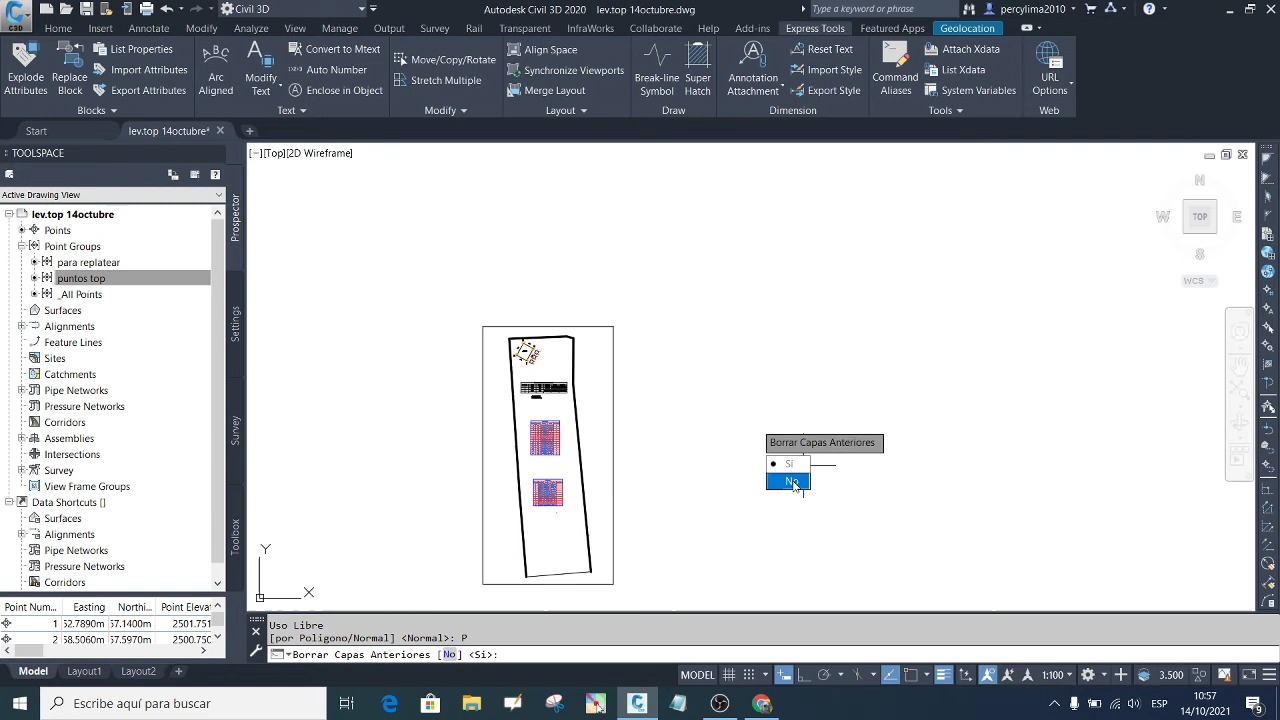 C3D
Civil 3D
Autodesk Civil 3D 2020 lev.top 14octubre.dwg
Type a keyword or phrase
percylima2010
Home Insert Annotate Modify Analyze View Manage Output Survey Rail Transparent InfraWorks Collaborate Help Add-ins Express Tools Featured Apps Geolocation
Explode Attributes
Replace Block
List Properties
Import Attributes
Export Attributes
Arc Aligned
Modify Text
Convert to Mtext
Auto Number
Enclose in Object
Move/Copy/Rotate
Stretch Multiple
Align Space
Synchronize Viewports
Merge Layout
Break-line Symbol
Super Hatch
Annotation Attachment
Reset Text
Import Style
Export Style
Command Aliases
Attach Xdata
List Xdata
System Variables
URL Options
Blocks
Text
Modify
Layout
Draw
Dimension
Tools
Web
Start
lev.top 14octubre*
TOOLSPACE
Active Drawing View
lev.top 14octubre
Points
Point Groups
para replatear
puntos top
_All Points
Surfaces
Alignments
Feature Lines
Sites
Catchments
Pipe Networks
Pressure Networks
Corridors
Assemblies
Intersections
Survey
View Frame Groups
Data Shortcuts []
Surfaces
Alignments
Pipe Networks
Pressure Networks
Corridors
Prospector
Settings
Survey
Toolbox
Point Num... Easting Northi... Point Eleva
1 52.7890m 57.1400m 2501.751
2 58.5060m 57.5970m 2500.750
[−][Top][2D Wireframe]
N
W
TOP
E
S
WCS
Borrar Capas Anteriores
Si
No
Y
X
Uso Libre
[por Poligono/Normal] <Normal>: P
Borrar Capas Anteriores [No] <Si>:
Model
Layout1
Layout2
MODEL
1:100
3.500
Escribe aquí para buscar
ESP
10:57
14/10/2021